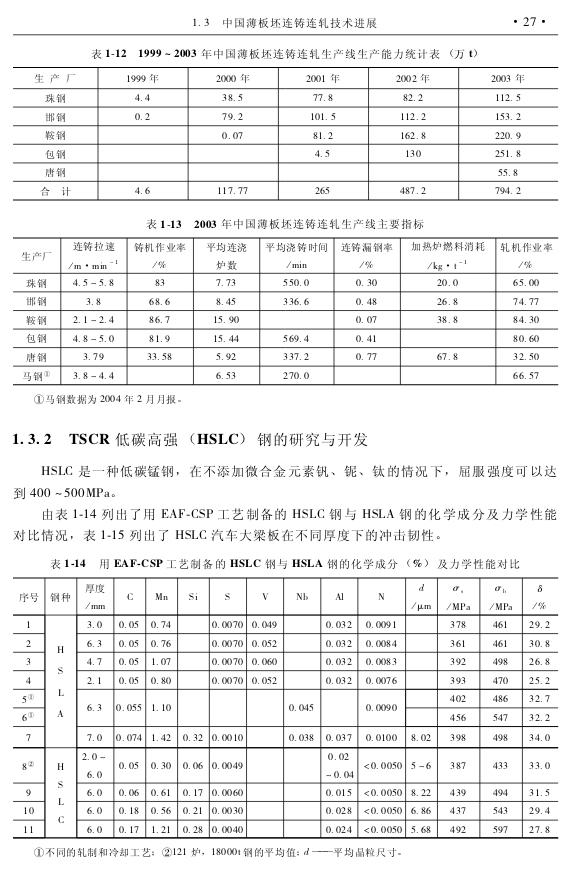 1.3 中国薄板坯连铸连轧技术进展 ·27·
表 1-12 1999~2003 年中国薄板坯连铸连轧生产线生产能力统计表（万 t）
生产厂 1999 年 2000 年 2001 年 2002 年 2003 年
珠钢 4.4 38.5 77.8 82.2 112.5
邯钢 0.2 79.2 101.5 112.2 153.2
鞍钢 0.07 81.2 162.8 220.9
包钢 4.5 130 251.8
唐钢 55.8
合计 4.6 117.77 265 487.2 794.2
表 1-13 2003 年中国薄板坯连铸连轧生产线主要指标
生产厂 连铸拉速/m·min⁻¹ 铸机作业率/% 平均连浇炉数 平均浇铸时间/min 连铸漏钢率/% 加热炉燃料消耗/kg·t⁻¹ 轧机作业率/%
珠钢 4.5~5.8 83 7.73 550.0 0.30 20.0 65.00
邯钢 3.8 68.6 8.45 336.6 0.48 26.8 74.77
鞍钢 2.1~2.4 86.7 15.90 0.07 38.8 84.30
包钢 4.8~5.0 81.9 15.44 569.4 0.41 80.60
唐钢 3.79 33.58 5.92 337.2 0.77 67.8 32.50
马钢① 3.8~4.4 6.53 270.0 66.57
①马钢数据为 2004 年 2 月月报。
1.3.2 TSCR 低碳高强（HSLC）钢的研究与开发
HSLC 是一种低碳锰钢，在不添加微合金元素钒、铌、钛的情况下，屈服强度可以达
到 400~500MPa。
由表 1-14 列出了用 EAF-CSP 工艺制备的 HSLC 钢与 HSLA 钢的化学成分及力学性能
对比情况，表 1-15 列出了 HSLC 汽车大梁板在不同厚度下的冲击韧性。
表 1-14 用 EAF-CSP 工艺制备的 HSLC 钢与 HSLA 钢的化学成分（%）及力学性能对比
序号 钢种 厚度/mm C Mn Si S V Nb Al N d/μm σs/MPa σb/MPa δ/%
HSLA
1 3.0 0.05 0.74 0.0070 0.049 0.032 0.0091 378 461 29.2
2 6.3 0.05 0.76 0.0070 0.052 0.032 0.0084 361 461 30.8
3 4.7 0.05 1.07 0.0070 0.060 0.032 0.0083 392 498 26.8
4 2.1 0.05 0.80 0.0070 0.052 0.032 0.0076 393 470 25.2
5① 6.3 0.055 1.10 0.045 0.0090 402 486 32.7
6① 456 547 32.2
7 7.0 0.074 1.42 0.32 0.0010 0.038 0.037 0.0100 8.02 398 498 34.0
HSLC
8② 2.0~6.0 0.05 0.30 0.06 0.0049 0.02~0.04 <0.0050 5~6 387 433 33.0
9 6.0 0.06 0.61 0.17 0.0060 0.015 <0.0050 8.22 439 494 31.5
10 6.0 0.18 0.56 0.21 0.0030 0.028 <0.0050 6.86 437 543 29.4
11 6.0 0.17 1.21 0.28 0.0040 0.024 <0.0050 5.68 492 597 27.8
①不同的轧制和冷却工艺；②121 炉，18000t 钢的平均值；d——平均晶粒尺寸。